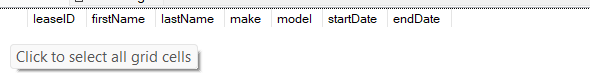 leaseID firstName lastName make model startDate endDate
Click to select all grid cells